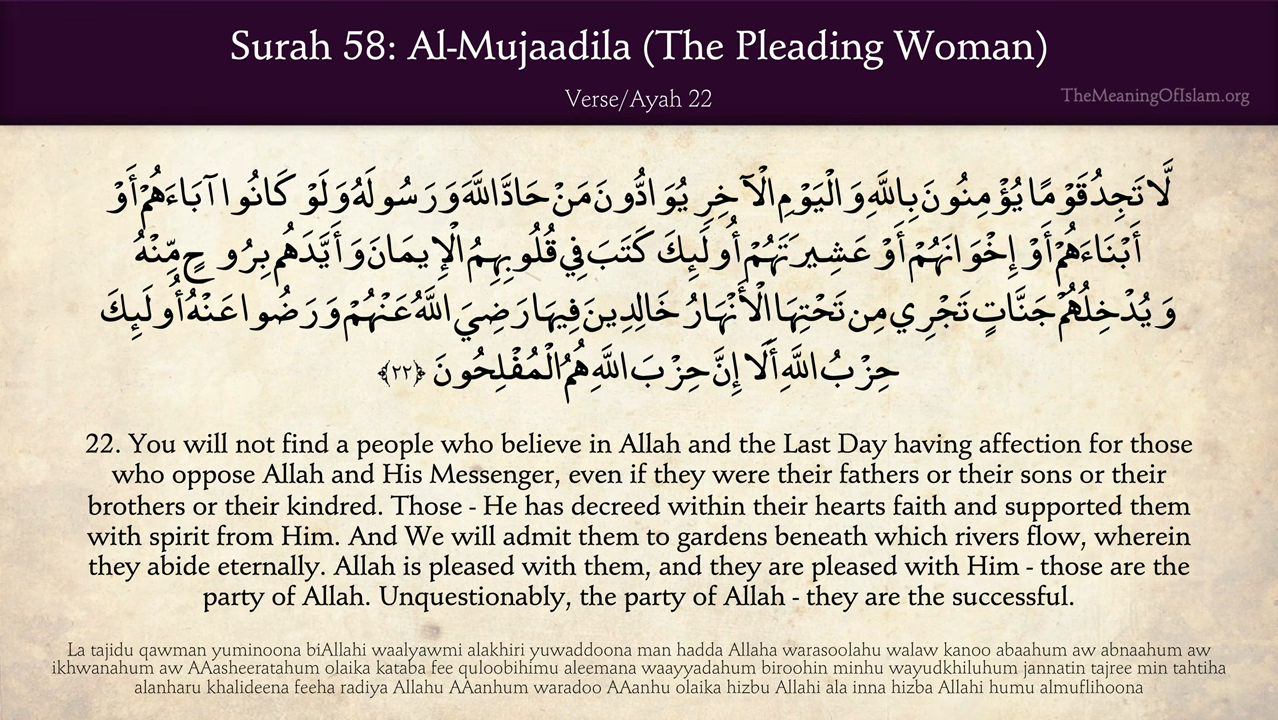 Surah 58: Al-Mujaadila (The Pleading Woman)
Verse/Ayah 22
TheMeaningOfIslam.org
لَّا تَجِدُ قَوْمًا يُؤْمِنُونَ بِاللَّهِ وَالْيَوْمِ الْآخِرِ يُوَادُّونَ مَنْ حَادَّ اللَّهَ وَرَسُولَهُ وَلَوْ كَانُوا آبَاءَهُمْ أَوْ
أَبْنَاءَهُمْ أَوْ إِخْوَانَهُمْ أَوْ عَشِيرَتَهُمْ أُولَٰئِكَ كَتَبَ فِي قُلُوبِهِمُ الْإِيمَانَ وَأَيَّدَهُم بِرُوحٍ مِّنْهُ
وَيُدْخِلُهُمْ جَنَّاتٍ تَجْرِي مِن تَحْتِهَا الْأَنْهَارُ خَالِدِينَ فِيهَا رَضِيَ اللَّهُ عَنْهُمْ وَرَضُوا عَنْهُ أُولَٰئِكَ
حِزْبُ اللَّهِ أَلَا إِنَّ حِزْبَ اللَّهِ هُمُ الْمُفْلِحُونَ ﴿٢٢﴾
22. You will not find a people who believe in Allah and the Last Day having affection for those
who oppose Allah and His Messenger, even if they were their fathers or their sons or their
brothers or their kindred. Those - He has decreed within their hearts faith and supported them
with spirit from Him. And We will admit them to gardens beneath which rivers flow, wherein
they abide eternally. Allah is pleased with them, and they are pleased with Him - those are the
party of Allah. Unquestionably, the party of Allah - they are the successful.
La tajidu qawman yuminoona biAllahi waalyawmi alakhiri yuwaddoona man hadda Allaha warasoolahu walaw kanoo abaahum aw abnaahum aw
ikhwanahum aw AAasheeratahum olaika kataba fee quloobihimu aleemana waayyadahum biroohin minhu wayudkhiluhum jannatin tajree min tahtiha
alanharu khalideena feeha radiya Allahu AAanhum waradoo AAanhu olaika hizbu Allahi ala inna hizba Allahi humu almuflihoona